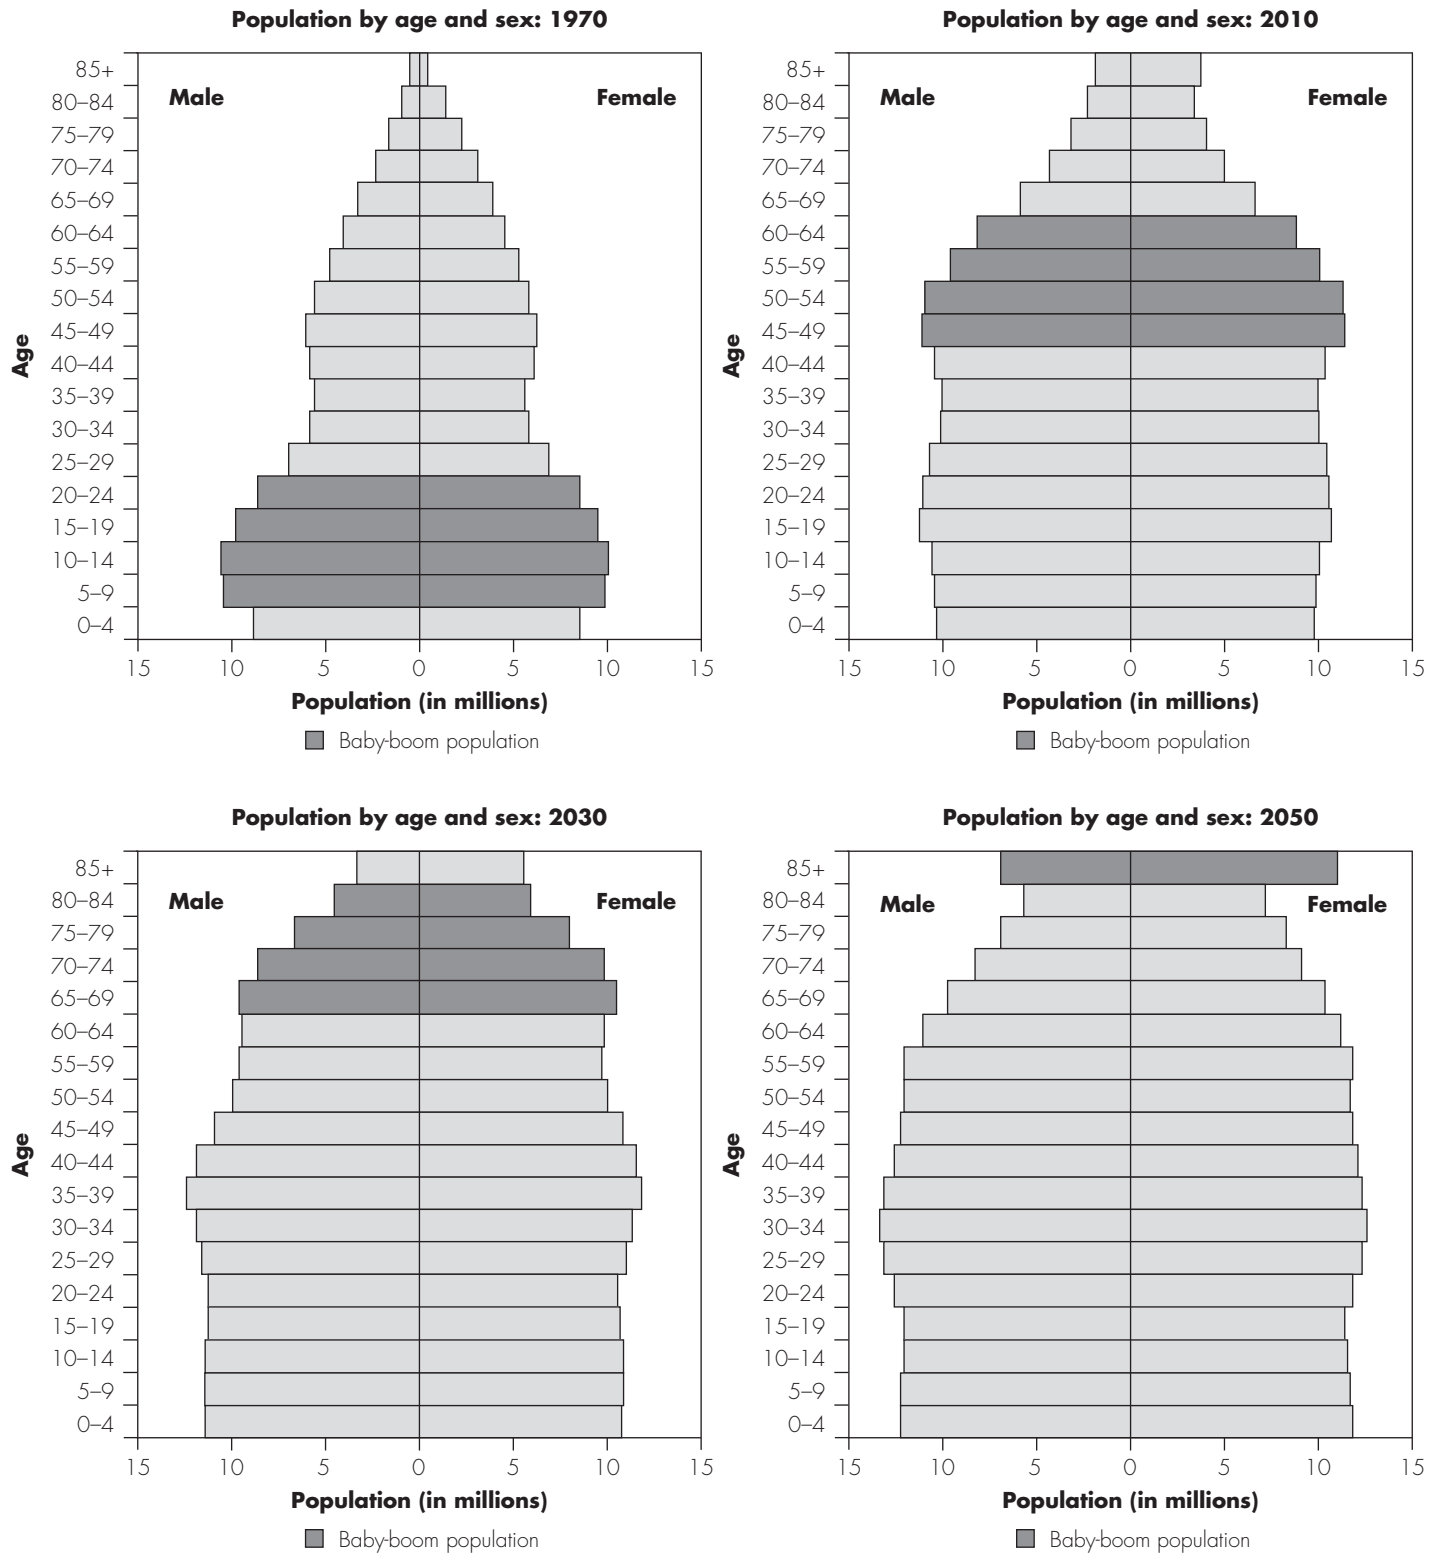 Population by age and sex: 1970
Male
Female
Age
85+
80–84
75–79
70–74
65–69
60–64
55–59
50–54
45–49
40–44
35–39
30–34
25–29
20–24
15–19
10–14
5–9
0–4
15 10 5 0 5 10 15
Population (in millions)
Baby-boom population
Population by age and sex: 2010
Male
Female
Age
85+
80–84
75–79
70–74
65–69
60–64
55–59
50–54
45–49
40–44
35–39
30–34
25–29
20–24
15–19
10–14
5–9
0–4
15 10 5 0 5 10 15
Population (in millions)
Baby-boom population
Population by age and sex: 2030
Male
Female
Age
85+
80–84
75–79
70–74
65–69
60–64
55–59
50–54
45–49
40–44
35–39
30–34
25–29
20–24
15–19
10–14
5–9
0–4
15 10 5 0 5 10 15
Population (in millions)
Baby-boom population
Population by age and sex: 2050
Male
Female
Age
85+
80–84
75–79
70–74
65–69
60–64
55–59
50–54
45–49
40–44
35–39
30–34
25–29
20–24
15–19
10–14
5–9
0–4
15 10 5 0 5 10 15
Population (in millions)
Baby-boom population